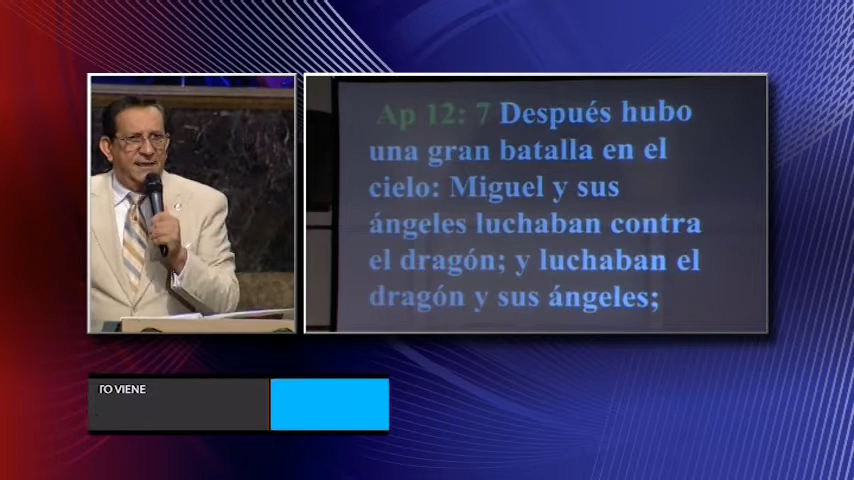 Ap 12: 7 Después hubo
una gran batalla en el
cielo: Miguel y sus
ángeles luchaban contra
el dragón; y luchaban el
dragón y sus ángeles;
TO VIENE